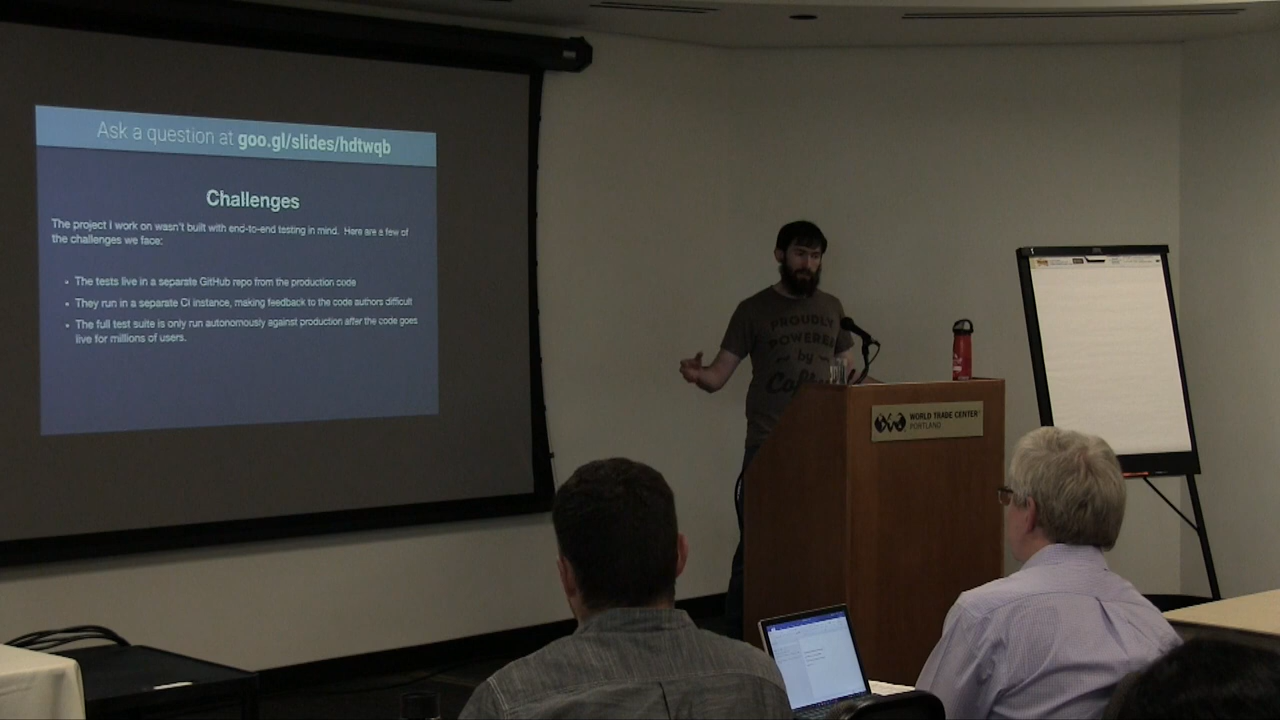 Ask a question at goo.gl/slides/hdtwqb
Challenges
The project I work on wasn't built with end-to-end testing in mind. Here are a few of
the challenges we face:
• The tests live in a separate GitHub repo from the production code
• They run in a separate CI instance, making feedback to the code authors difficult
• The full test suite is only run autonomously against production after the code goes
live for millions of users.
PROUDLY
POWERED
by
WORLD TRADE CENTER
PORTLAND